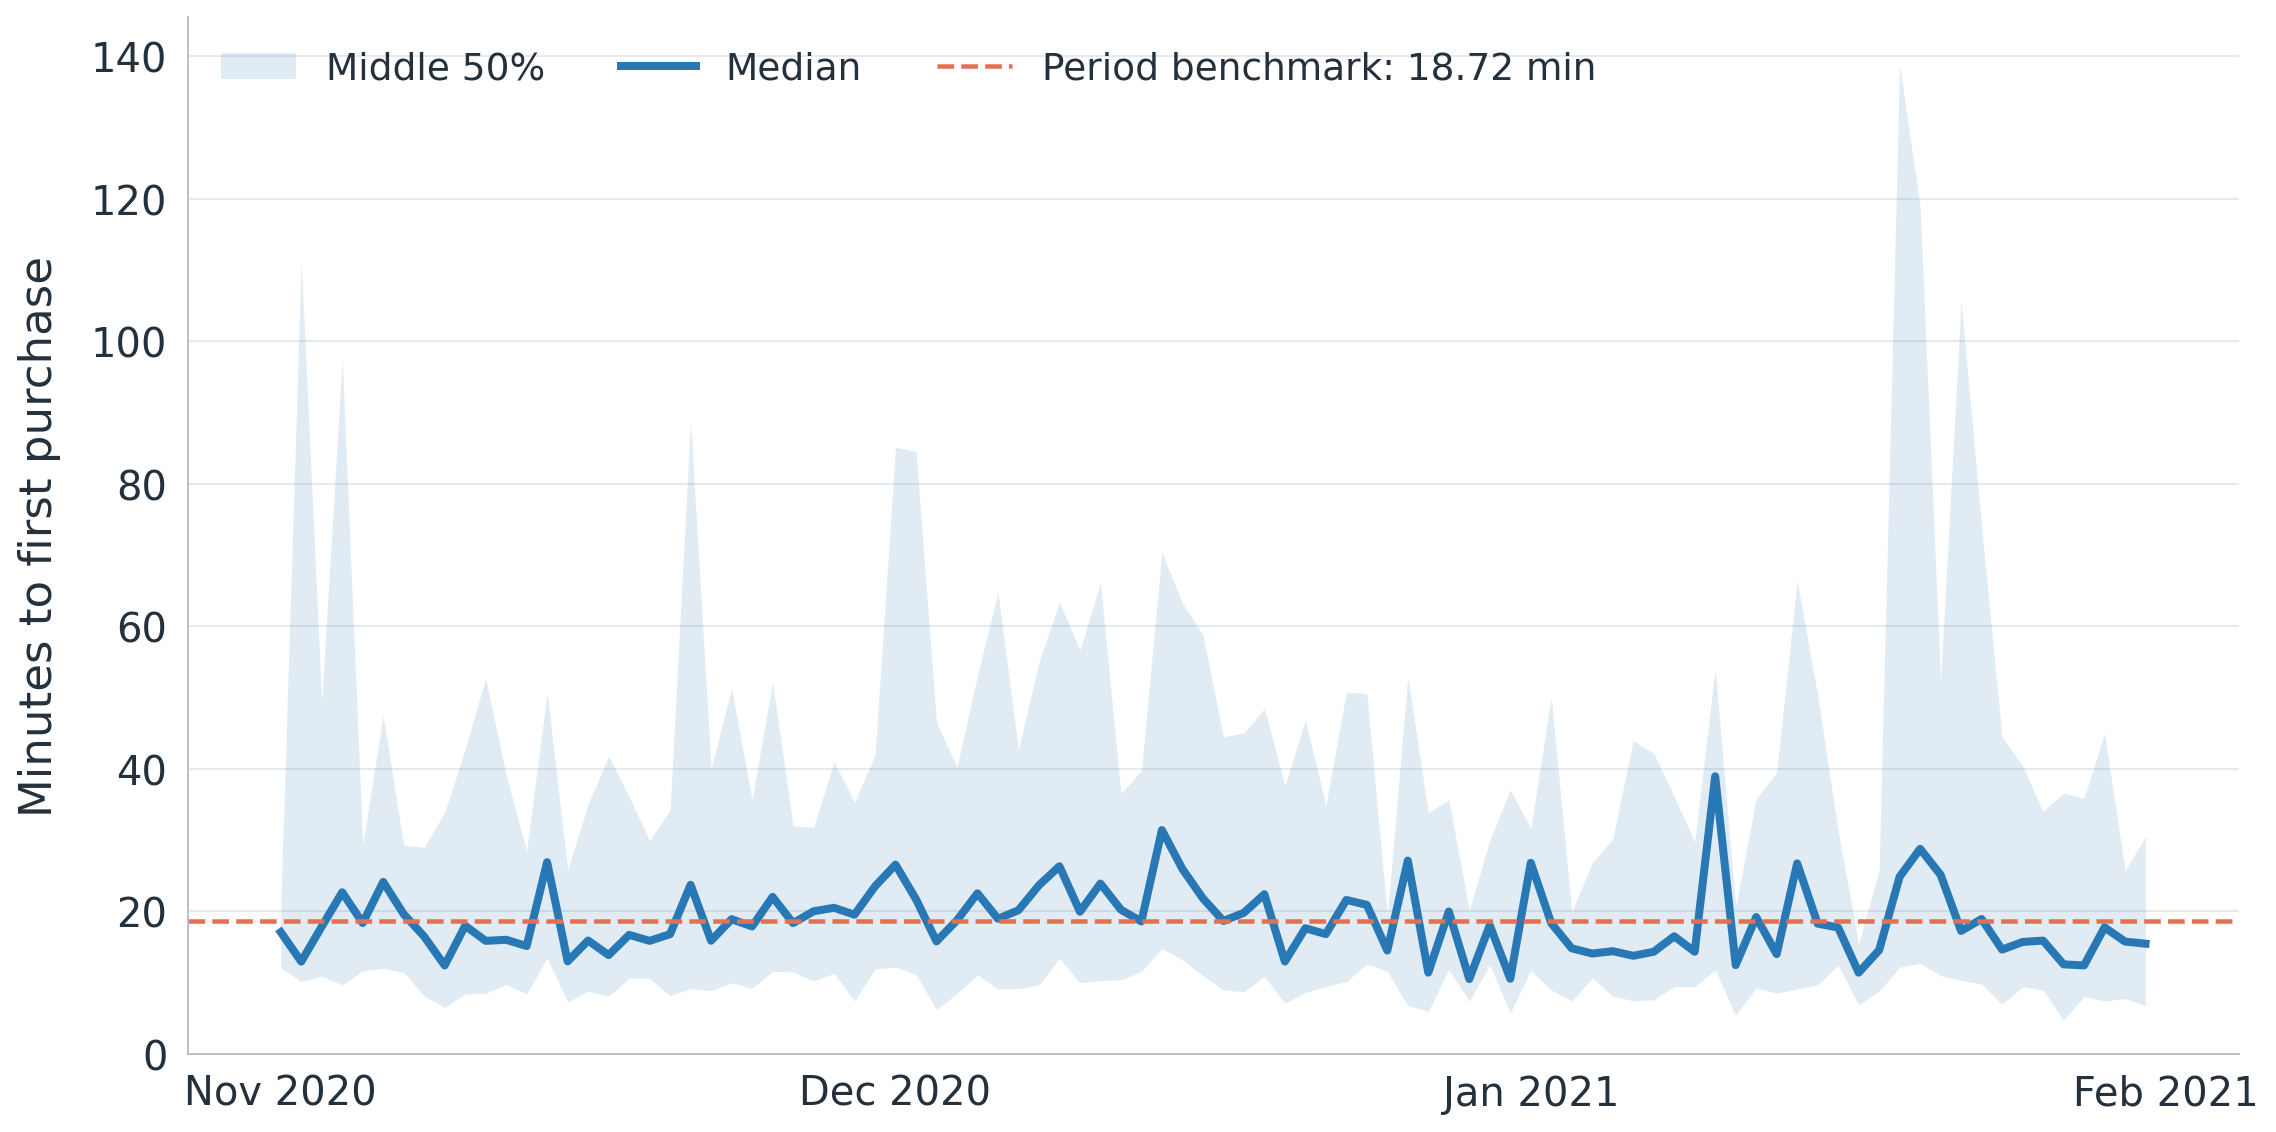 Middle 50%
Median
Period benchmark: 18.72 min
Minutes to first purchase
140
120
100
80
60
40
20
0
Nov 2020
Dec 2020
Jan 2021
Feb 2021